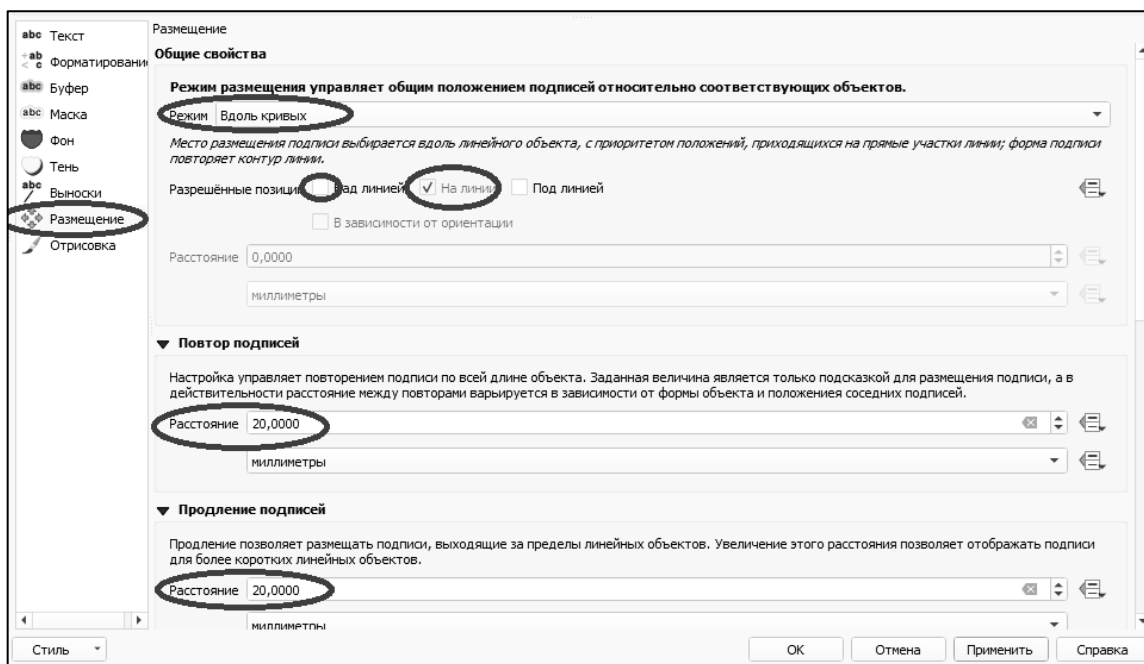 abc Текст
+ab < c Форматировани
abc Буфер
abc Маска
Фон
Тень
abc Выноски
Размещение
Отрисовка
Стиль
Размещение
Общие свойства
Режим размещения управляет общим положением подписей относительно соответствующих объектов.
Режим Вдоль кривых
Место размещения подписи выбирается вдоль линейного объекта, с приоритетом положений, приходящихся на прямые участки линии; форма подписи
повторяет контур линии.
Разрешённые позиции ад линией На линии Под линией
В зависимости от ориентации
Расстояние 0,0000
миллиметры
Повтор подписей
Настройка управляет повторением подписи по всей длине объекта. Заданная величина является только подсказкой для размещения подписи, а в
действительности расстояние между повторами варьируется в зависимости от формы объекта и положения соседних подписей.
Расстояние 20,0000
миллиметры
Продление подписей
Продление позволяет размещать подписи, выходящие за пределы линейных объектов. Увеличение этого расстояния позволяет отображать подписи
для более коротких линейных объектов.
Расстояние 20,0000
миллиметры
OK Отмена Применить Справка